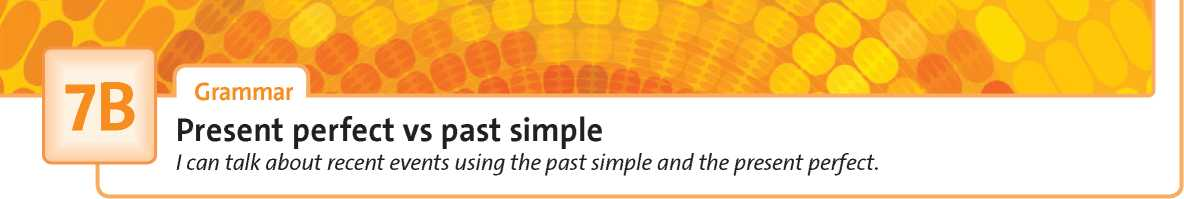 7B
Grammar
Present perfect vs past simple
I can talk about recent events using the past simple and the present perfect.